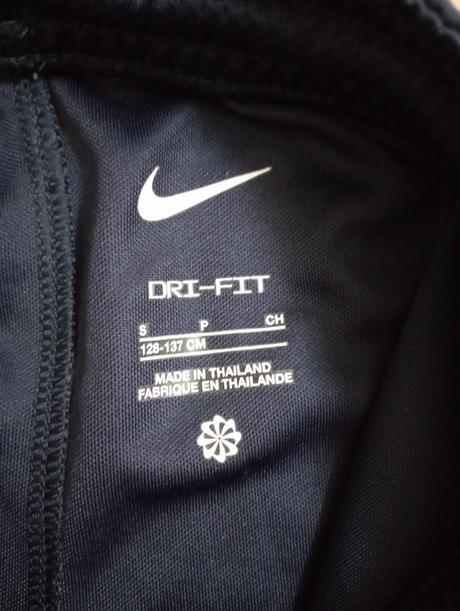 DRI-FIT
S P CH
128-137 CM
MADE IN THAILAND
FABRIQUE EN THAILANDE